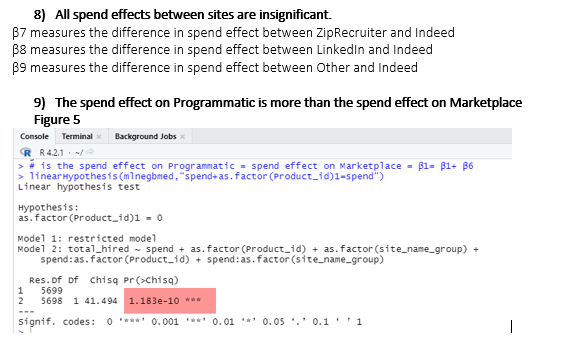 8) All spend effects between sites are insignificant.
β7 measures the difference in spend effect between ZipRecruiter and Indeed
β8 measures the difference in spend effect between LinkedIn and Indeed
β9 measures the difference in spend effect between Other and Indeed
9) The spend effect on Programmatic is more than the spend effect on Marketplace
Figure 5
Console Terminal × Background Jobs ×
R R 4.2.1 · ~/
> # is the spend effect on Programmatic = spend effect on Marketplace = β1= β1+ β6
> linearHypothesis(mlnegbmed,"spend+as.factor(Product_id)1=spend")
Linear hypothesis test
Hypothesis:
as.factor(Product_id)1 = 0
Model 1: restricted model
Model 2: total_hired ~ spend + as.factor(Product_id) + as.factor(site_name_group) +
spend:as.factor(Product_id) + spend:as.factor(site_name_group)
Res.Df Df Chisq Pr(>Chisq)
1 5699
2 5698 1 41.494 1.183e-10 ***
---
Signif. codes: 0 '***' 0.001 '**' 0.01 '*' 0.05 '.' 0.1 ' ' 1
>